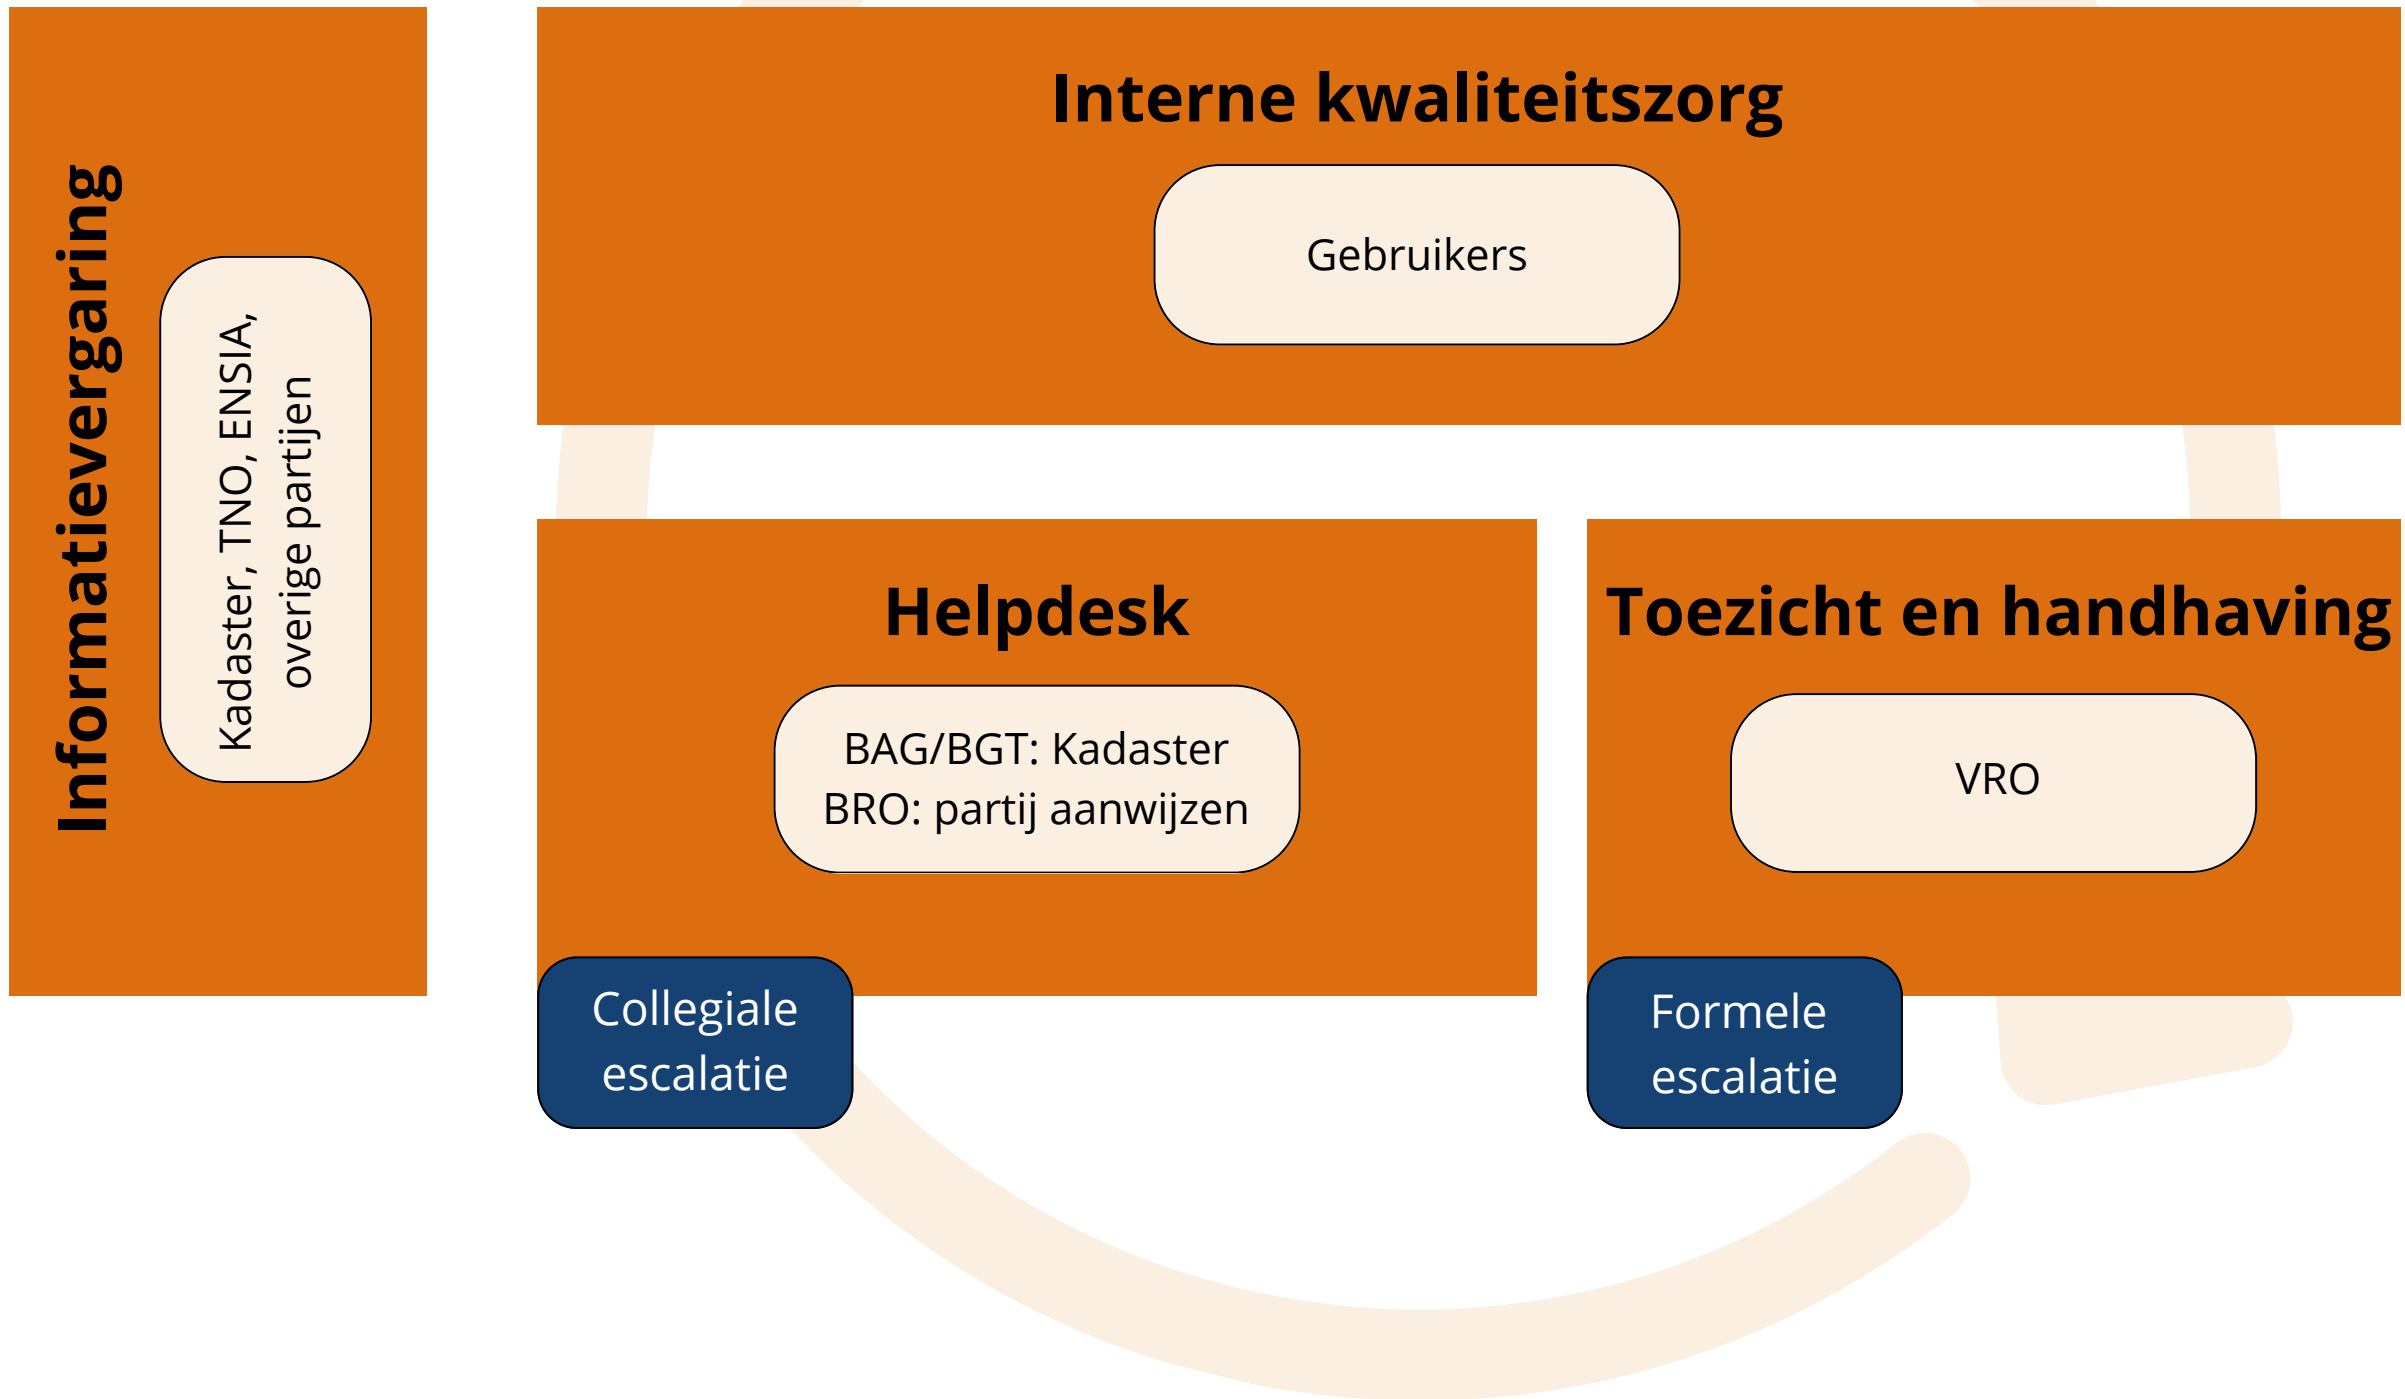 Informatievergaring
Kadaster, TNO, ENSIA,
overige partijen
Interne kwaliteitszorg
Gebruikers
Helpdesk
BAG/BGT: Kadaster
BRO: partij aanwijzen
Collegiale
escalatie
Toezicht en handhaving
VRO
Formele
escalatie